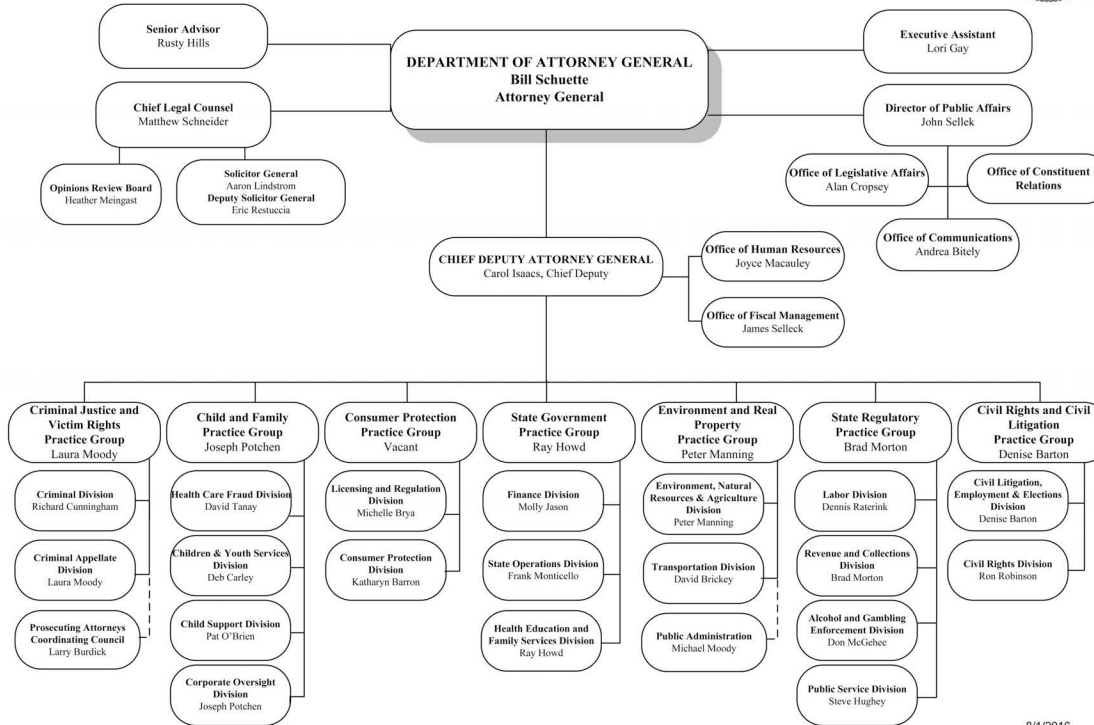 Senior Advisor
Rusty Hills
DEPARTMENT OF ATTORNEY GENERAL
Bill Schuette
Attorney General
Executive Assistant
Lori Gay
Chief Legal Counsel
Matthew Schneider
Director of Public Affairs
John Sellek
Opinions Review Board
Heather Meingast
Solicitor General
Aaron Lindstrom
Deputy Solicitor General
Eric Restuccia
Office of Legislative Affairs
Alan Cropsey
Office of Constituent
Relations
Office of Communications
Andrea Bitely
CHIEF DEPUTY ATTORNEY GENERAL
Carol Isaacs, Chief Deputy
Office of Human Resources
Joyce Macauley
Office of Fiscal Management
James Selleck
Criminal Justice and
Victim Rights
Practice Group
Laura Moody
Criminal Division
Richard Cunningham
Criminal Appellate
Division
Laura Moody
Prosecuting Attorneys
Coordinating Council
Larry Burdick
Child and Family
Practice Group
Joseph Potchen
Health Care Fraud Division
David Tanay
Children & Youth Services
Division
Deb Carley
Child Support Division
Pat O'Brien
Corporate Oversight
Division
Joseph Potchen
Consumer Protection
Practice Group
Vacant
Licensing and Regulation
Division
Michelle Brya
Consumer Protection
Division
Katharyn Barron
State Government
Practice Group
Ray Howd
Finance Division
Molly Jason
State Operations Division
Frank Monticello
Health Education and
Family Services Division
Ray Howd
Environment and Real
Property
Practice Group
Peter Manning
Environment, Natural
Resources & Agriculture
Division
Peter Manning
Transportation Division
David Brickey
Public Administration
Michael Moody
State Regulatory
Practice Group
Brad Morton
Labor Division
Dennis Raterink
Revenue and Collections
Division
Brad Morton
Alcohol and Gambling
Enforcement Division
Don McGehee
Public Service Division
Steve Hughey
Civil Rights and Civil
Litigation
Practice Group
Denise Barton
Civil Litigation,
Employment & Elections
Division
Denise Barton
Civil Rights Division
Ron Robinson
8/1/2016